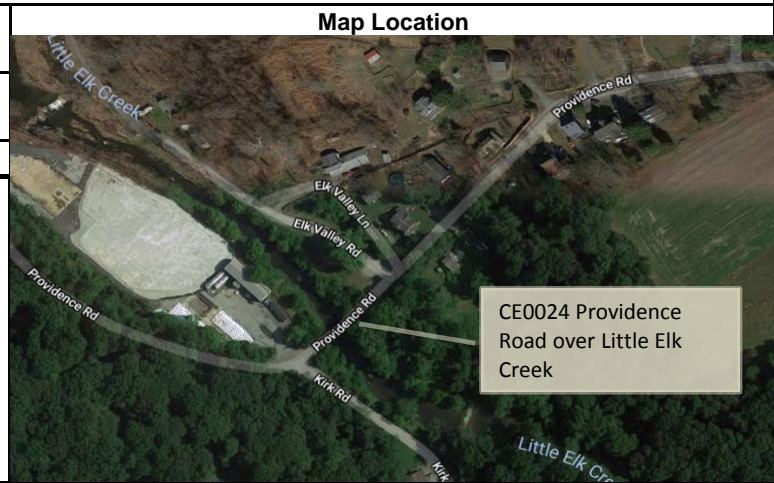 Map Location
Little Elk Creek
Providence Rd
Elk Valley Ln
Elk Valley Rd
Providence Rd
Providence Rd
CE0024 Providence
Road over Little Elk
Creek
Kirk Rd
Little Elk Cre
Kirk